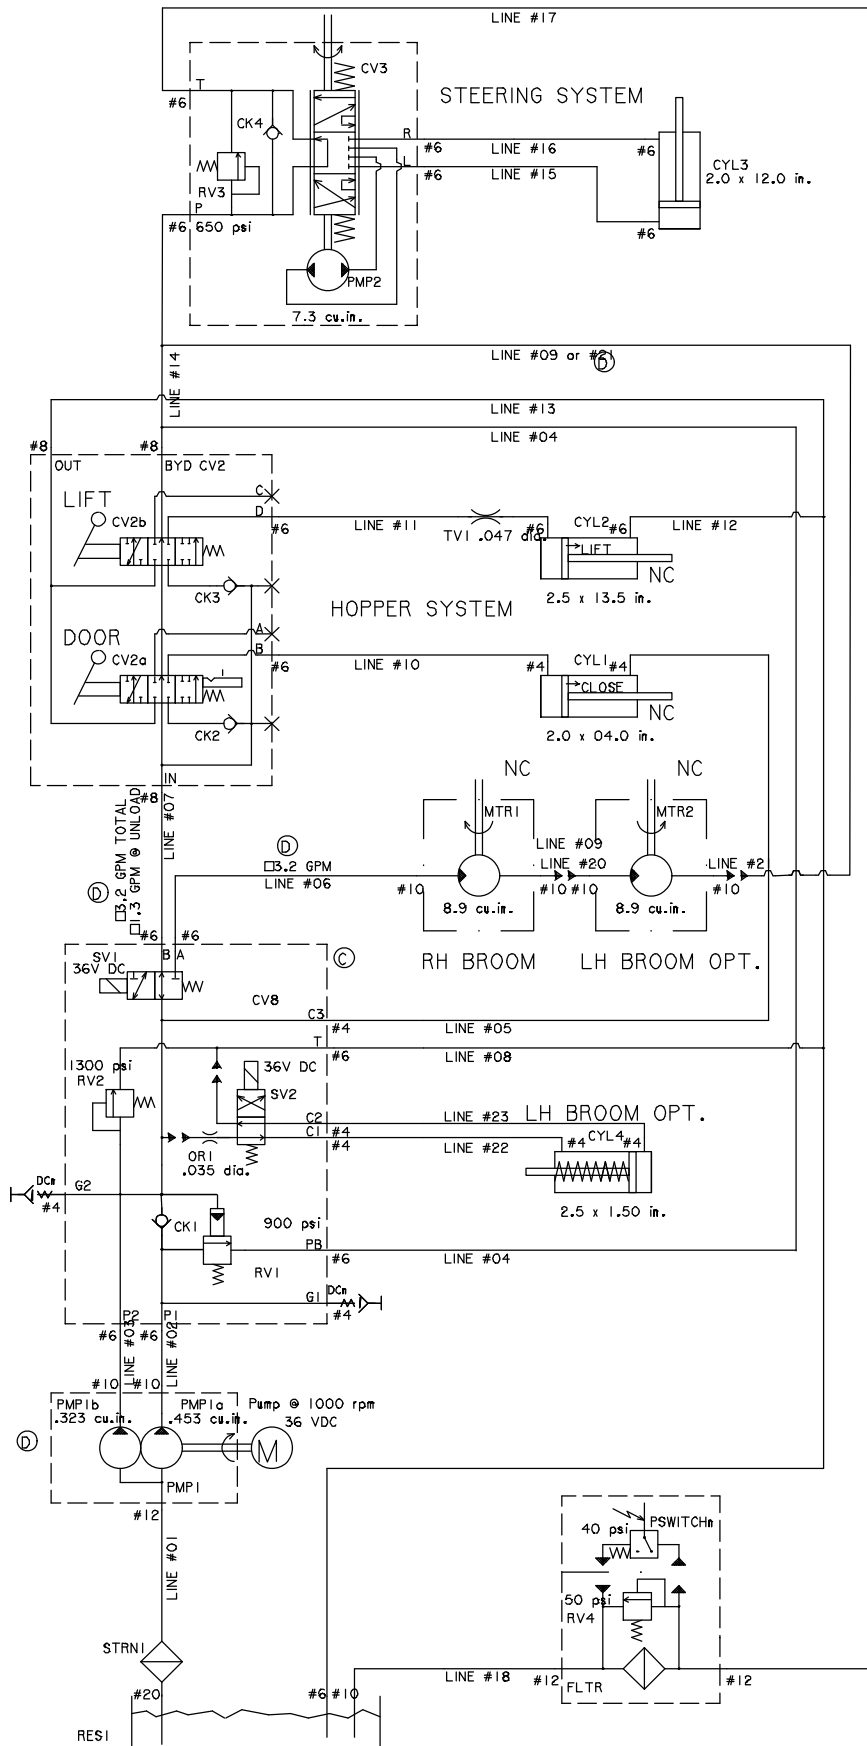 LINE #17
T
CV3
STEERING SYSTEM
#6
CK4
R
#6
LINE #16
#6
CYL3
2.0 x 12.0 in.
L
#6
LINE #15
RV3
P
#6
650 psi
#6
PMP2
7.3 cu.in.
LINE #14
LINE #09 or #21
D
LINE #13
LINE #04
#8
#8
OUT
BYD CV2
LIFT
C
CV2b
D
#6
LINE #11
TV1 .047 dia.
#6
CYL2
#6
LINE #12
LIFT
NC
CK3
2.5 x 13.5 in.
HOPPER SYSTEM
DOOR
A
CV2a
B
#6
LINE #10
#4
CYL1
#4
CLOSE
NC
CK2
2.0 x 04.0 in.
IN
#8
LINE #07
□3.2 GPM TOTAL
□1.3 GPM @ UNLOAD
D
NC
NC
MTR1
MTR2
D
□3.2 GPM
LINE #06
LINE #09
LINE #20
LINE #2
#10
#10
#10
#10
8.9 cu.in.
8.9 cu.in.
#6
#6
RH BROOM
LH BROOM OPT.
SV1
36V DC
B
A
C
CV8
C3
#4
LINE #05
T
#6
LINE #08
1300 psi
RV2
36V DC
SV2
C2
#4
LINE #23
LH BROOM OPT.
C1
#4
LINE #22
#4
CYL4
#4
OR1
.035 dia.
DCn
G2
#4
2.5 x 1.50 in.
CK1
900 psi
PB
#6
LINE #04
RV1
G1
DCn
#4
P2
P1
#6
#6
LINE #03
LINE #02
#10
#10
PMP1b
.323 cu.in.
PMP1a
.453 cu.in.
Pump @ 1000 rpm
36 VDC
D
M
PMP1
#12
LINE #01
40 psi
PSWITCHn
50 psi
RV4
STRN1
LINE #18
#12
FLTR
#12
#20
#6
#10
RES1